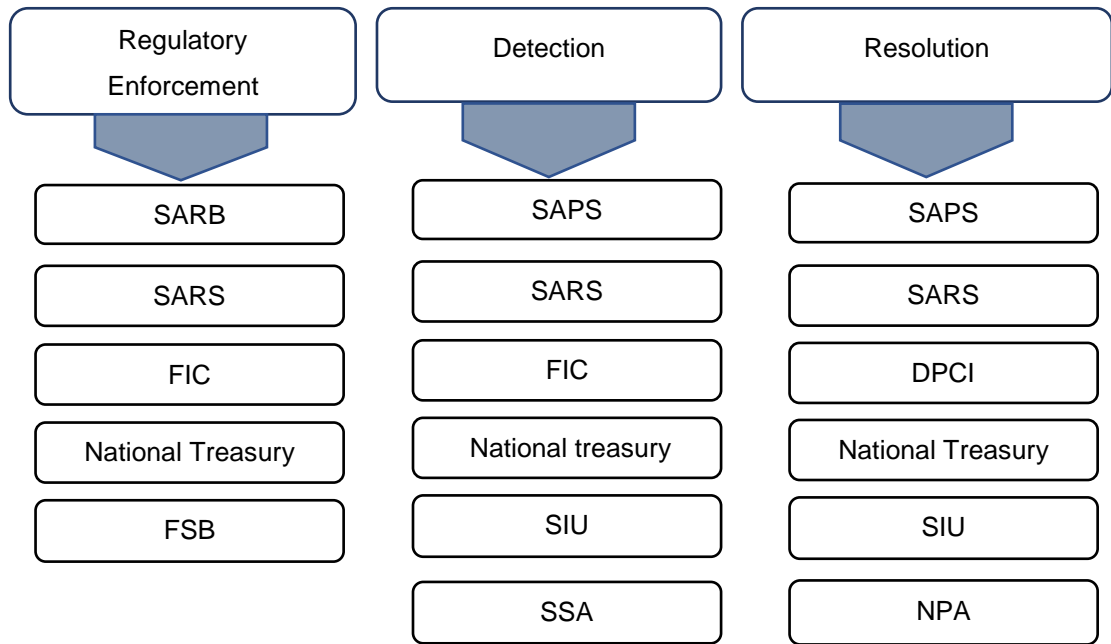 Regulatory
Enforcement
Detection
Resolution
SARB
SAPS
SAPS
SARS
SARS
SARS
FIC
FIC
DPCI
National Treasury
National treasury
National Treasury
FSB
SIU
SIU
SSA
NPA